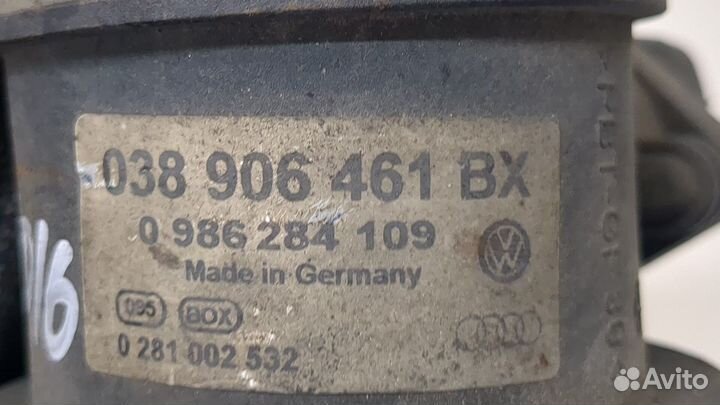 038 906 461 BX
0 986 284 109
Made in Germany
095 BOX
0 281 002 532
Avito